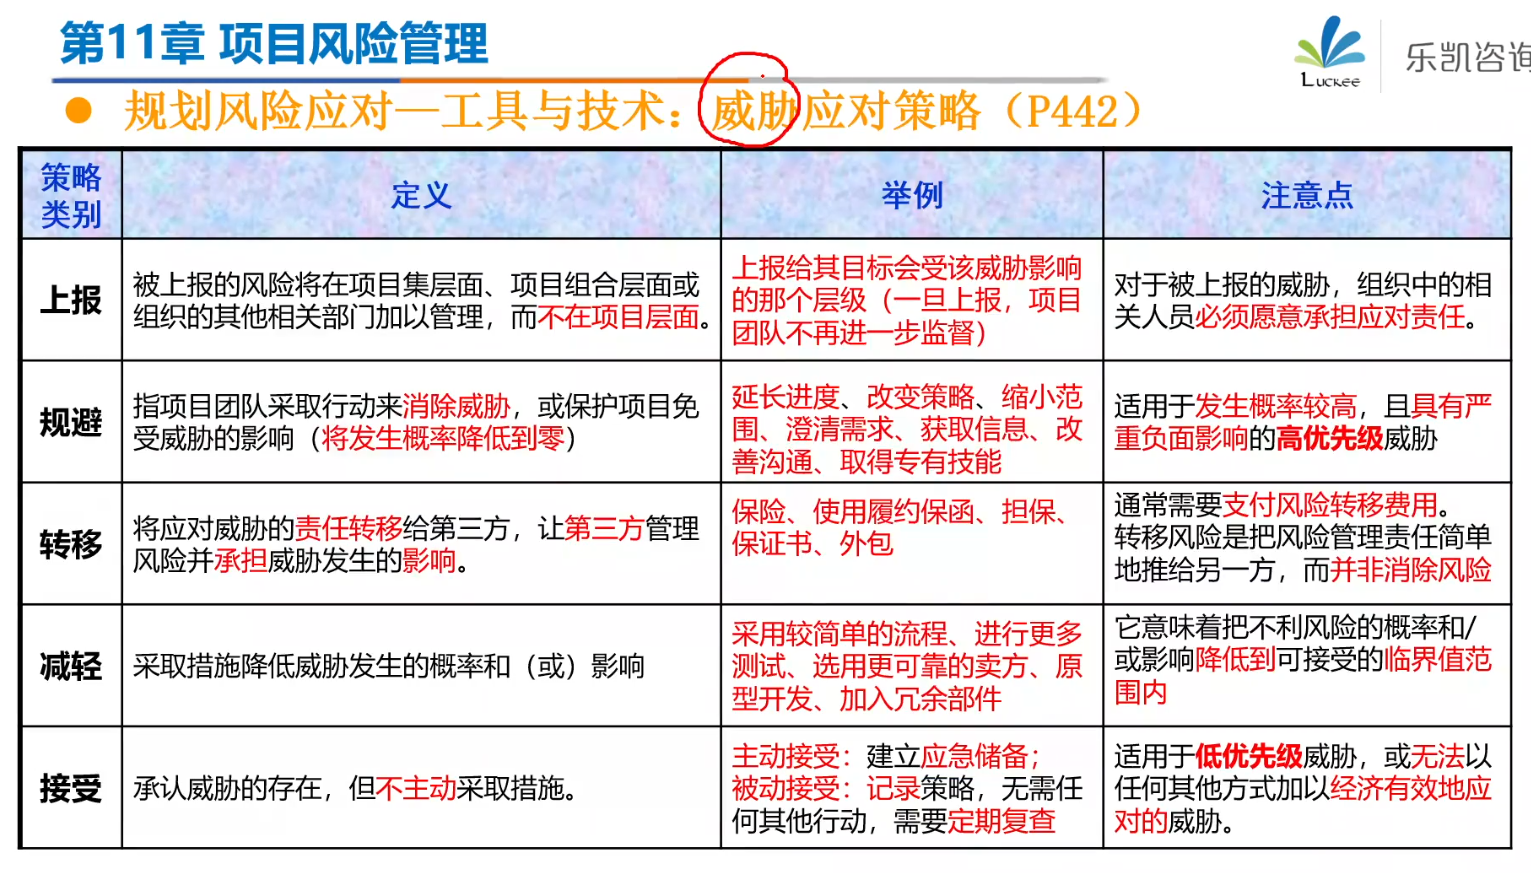 第11章 项目风险管理
Luckee
乐凯咨询
● 规划风险应对—工具与技术：威胁应对策略（P442）
策略
类别
定义
举例
注意点
上报
被上报的风险将在项目集层面、项目组合层面或
组织的其他相关部门加以管理，而不在项目层面。
上报给其目标会受该威胁影响
的那个层级（一旦上报，项目
团队不再进一步监督）
对于被上报的威胁，组织中的相
关人员必须愿意承担应对责任。
规避
指项目团队采取行动来消除威胁，或保护项目免
受威胁的影响（将发生概率降低到零）
延长进度、改变策略、缩小范
围、澄清需求、获取信息、改
善沟通、取得专有技能
适用于发生概率较高，且具有严
重负面影响的高优先级威胁
转移
将应对威胁的责任转移给第三方，让第三方管理
风险并承担威胁发生的影响。
保险、使用履约保函、担保、
保证书、外包
通常需要支付风险转移费用。
转移风险是把风险管理责任简单
地推给另一方，而并非消除风险
减轻
采取措施降低威胁发生的概率和（或）影响
采用较简单的流程、进行更多
测试、选用更可靠的卖方、原
型开发、加入冗余部件
它意味着把不利风险的概率和/
或影响降低到可接受的临界值范
围内
接受
承认威胁的存在，但不主动采取措施。
主动接受：建立应急储备；
被动接受：记录策略，无需任
何其他行动，需要定期复查
适用于低优先级威胁，或无法以
任何其他方式加以经济有效地应
对的威胁。